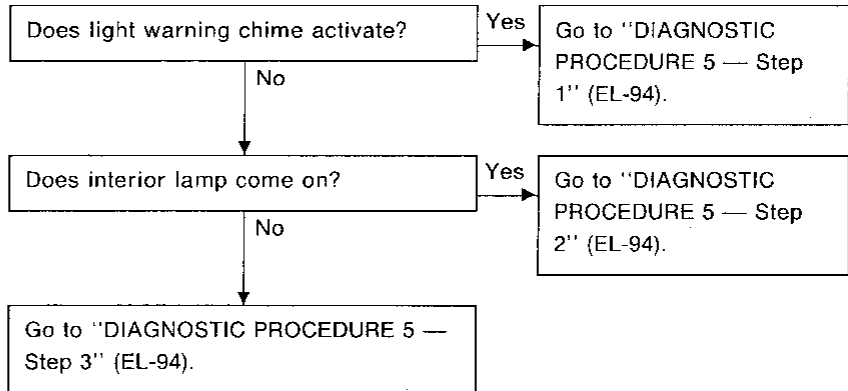 Does light warning chime activate?
Yes
Go to "DIAGNOSTIC
PROCEDURE 5 — Step
1" (EL-94).
No
Does interior lamp come on?
Yes
Go to "DIAGNOSTIC
PROCEDURE 5 — Step
2" (EL-94).
No
Go to "DIAGNOSTIC PROCEDURE 5 —
Step 3" (EL-94).